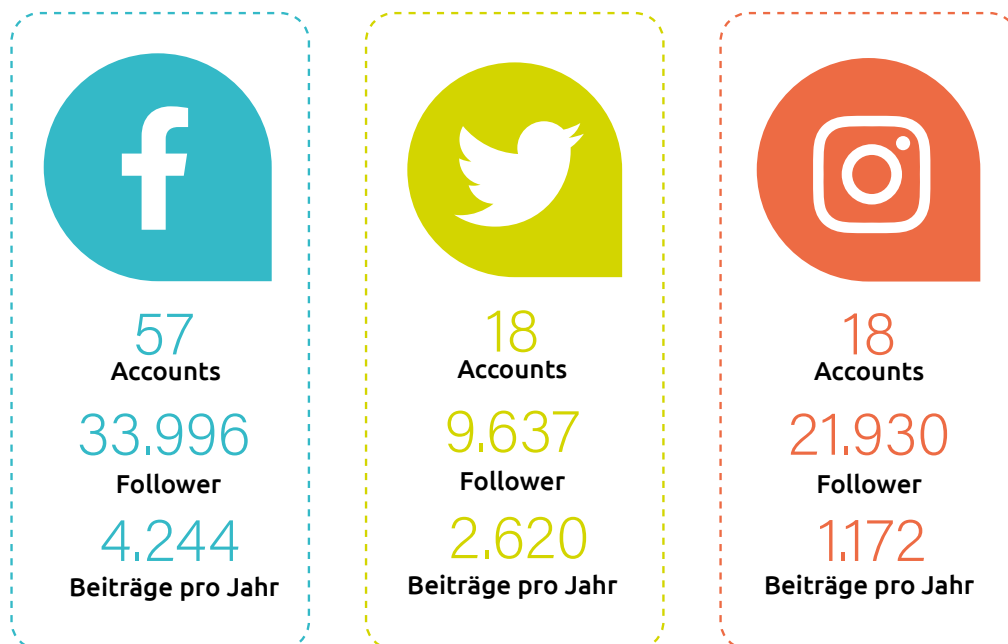 57
Accounts
33.996
Follower
4.244
Beiträge pro Jahr
18
Accounts
9.637
Follower
2.620
Beiträge pro Jahr
18
Accounts
21.930
Follower
1.172
Beiträge pro Jahr